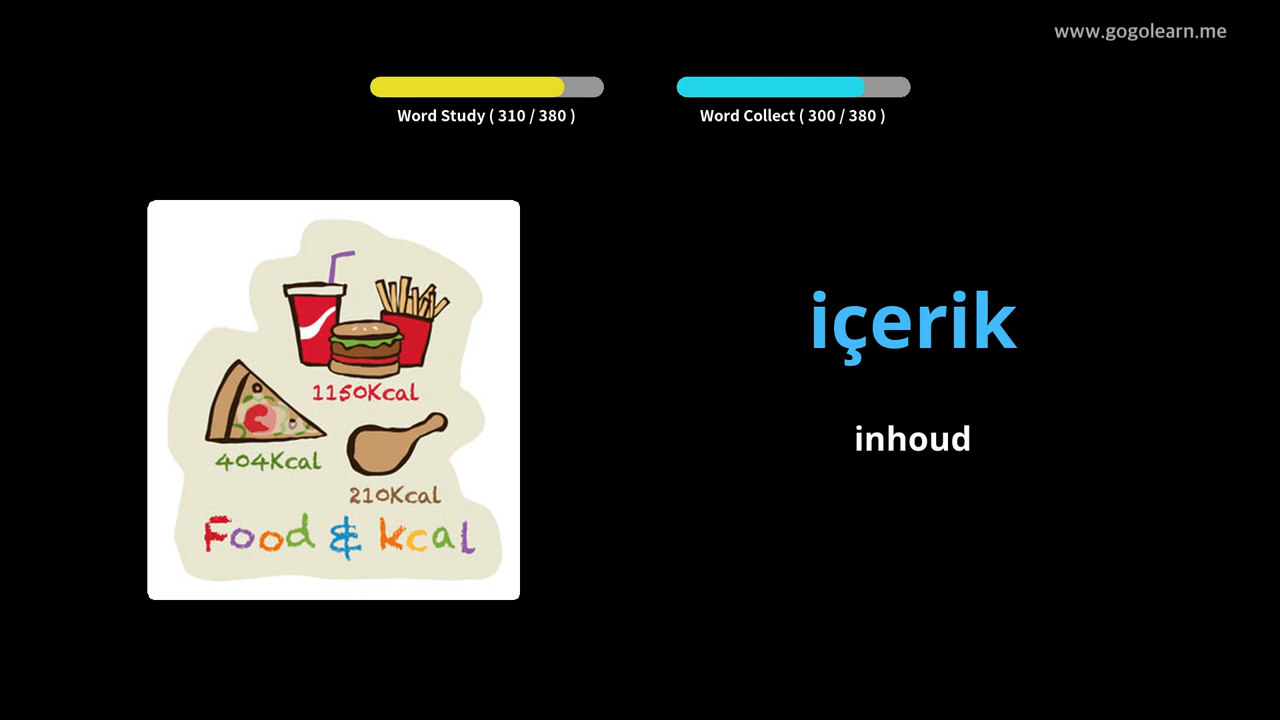 www.gogolearn.me
Word Study ( 310 / 380 )
Word Collect ( 300 / 380 )
1150Kcal
404Kcal
210Kcal
Food & kcal
içerik
inhoud